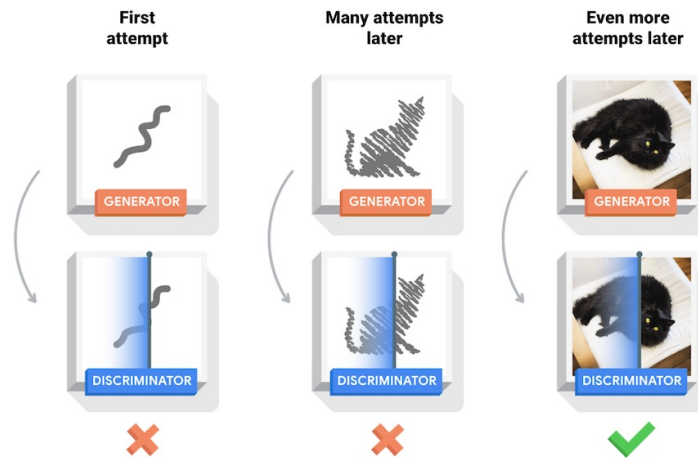 First
attempt
Many attempts
later
Even more
attempts later
GENERATOR
GENERATOR
GENERATOR
DISCRIMINATOR
DISCRIMINATOR
DISCRIMINATOR